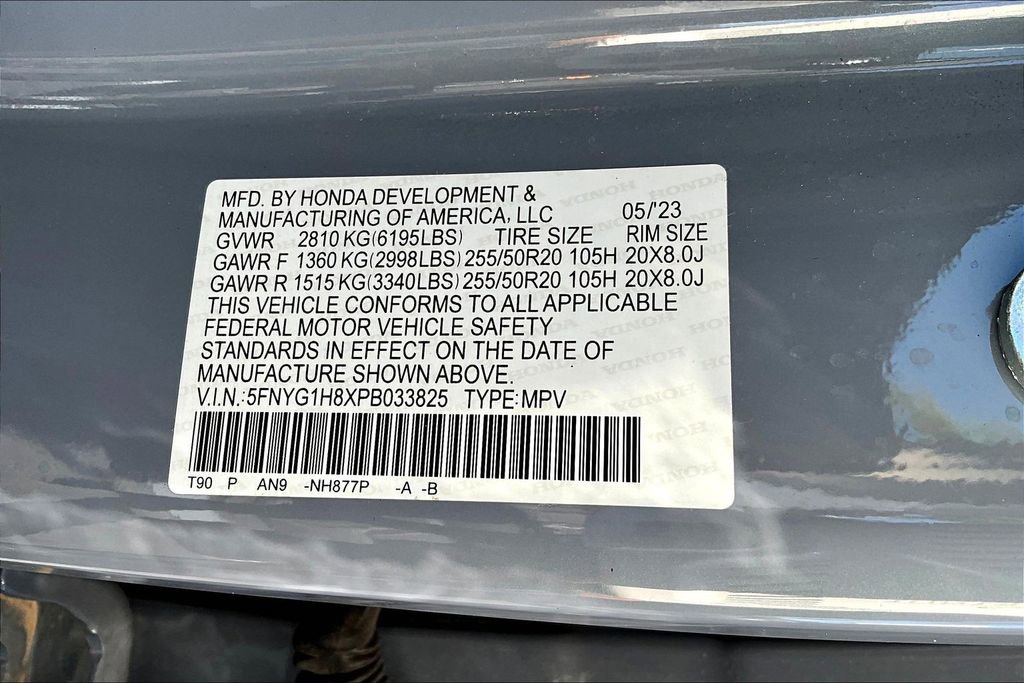 MFD. BY HONDA DEVELOPMENT &
MANUFACTURING OF AMERICA, LLC 05/'23
GVWR 2810 KG(6195LBS) TIRE SIZE RIM SIZE
GAWR F 1360 KG(2998LBS) 255/50R20 105H 20X8.0J
GAWR R 1515 KG(3340LBS) 255/50R20 105H 20X8.0J
THIS VEHICLE CONFORMS TO ALL APPLICABLE
FEDERAL MOTOR VEHICLE SAFETY
STANDARDS IN EFFECT ON THE DATE OF
MANUFACTURE SHOWN ABOVE.
V.I.N.:5FNYG1H8XPB033825 TYPE:MPV
T90 P AN9 -NH877P -A -B